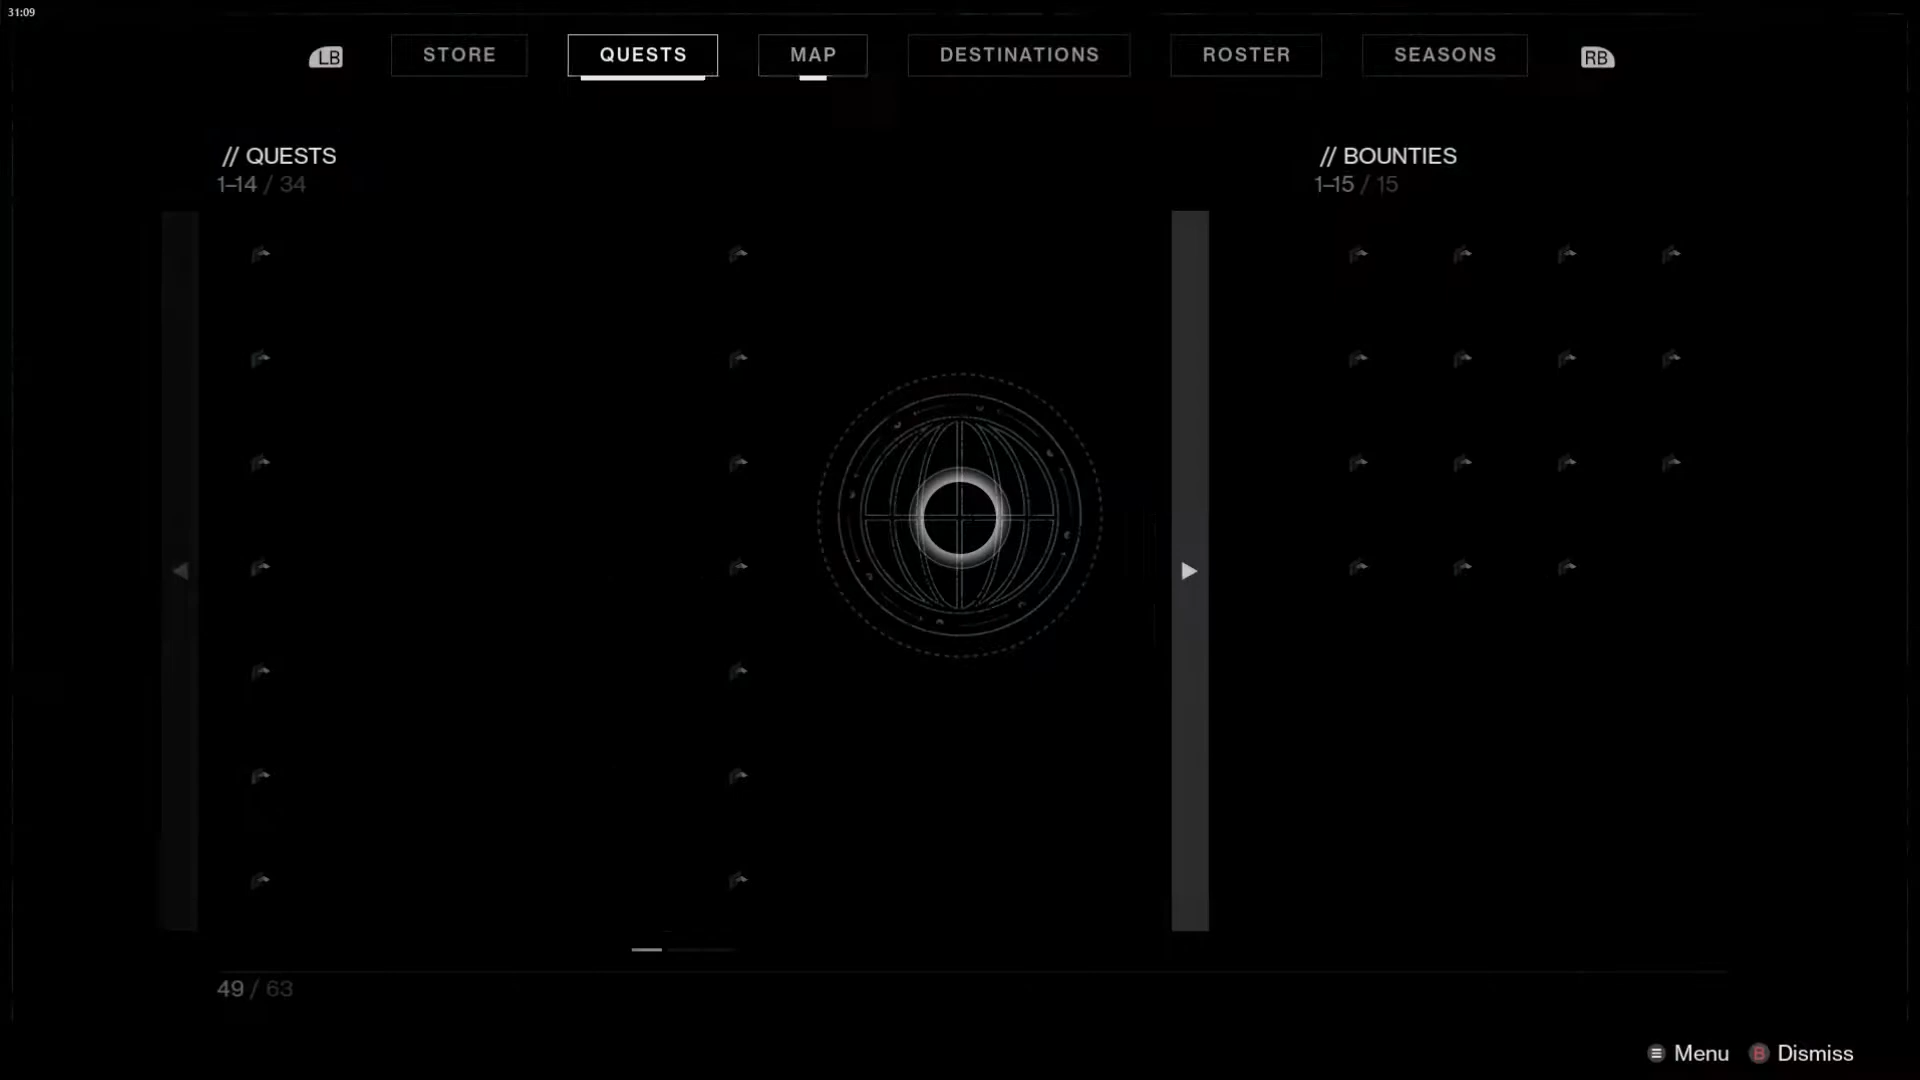 31:09
LB STORE QUESTS MAP DESTINATIONS ROSTER SEASONS RB
// QUESTS
1–14 / 34
// BOUNTIES
1–15 / 15
49 / 63
Menu B Dismiss